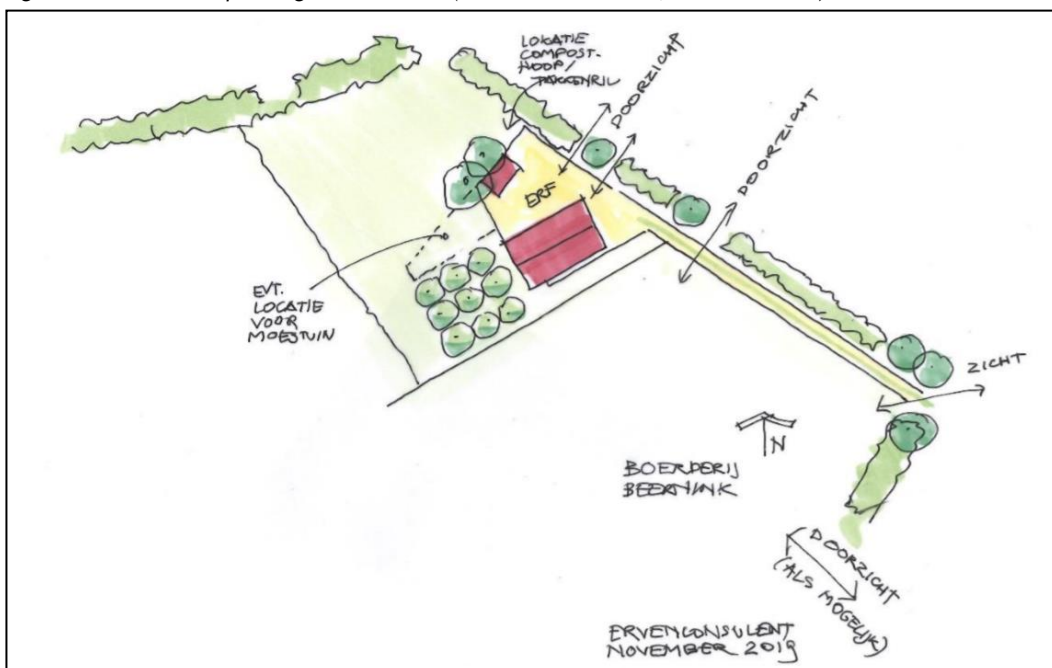 LOKATIE
COMPOST-
HOOP/
TAKKENRIL
DOORZICHT
DOORZICHT
ERF
EVT.
LOCATIE
VOOR
MOESTUIN
ZICHT
N
BOERDERIJ
BEERNINK
DOORZICHT
(ALS MOGELIJK)
ERVENCONSULENT
NOVEMBER 2019